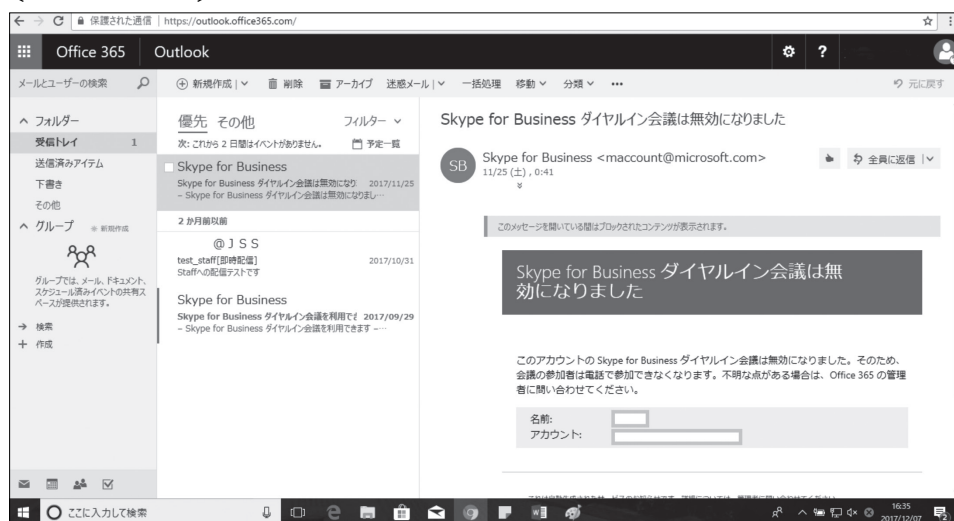 保護された通信 | https://outlook.office365.com/
Office 365 Outlook ?
メールとユーザーの検索 新規作成 | 削除 アーカイブ 迷惑メール | 一括処理 移動 分類 ••• 元に戻す
フォルダー
受信トレイ 1
送信済みアイテム
下書き
その他
グループ 新規作成
グループでは、メール、ドキュメント、
スケジュール済みイベントの共有ス
ペースが提供されます。
検索
作成
優先 その他 フィルター
次: これから 2 日間はイベントがありません。 予定一覧
Skype for Business
Skype for Business ダイヤルイン会議は無効になり 2017/11/25
– Skype for Business ダイヤルイン会議は無効になりまし…
2 か月前以前
@ J S S
test_staff[即時配信] 2017/10/31
Staffへの配信テストです
Skype for Business
Skype for Business ダイヤルイン会議を利用でき 2017/09/29
– Skype for Business ダイヤルイン会議を利用できます –…
Skype for Business ダイヤルイン会議は無効になりました
SB
Skype for Business <maccount@microsoft.com>
11/25 (土), 0:41
全員に返信 |
このメッセージを開いている間はブロックされたコンテンツが表示されます。
Skype for Business ダイヤルイン会議は無
効になりました
このアカウントの Skype for Business ダイヤルイン会議は無効になりました。そのため、
会議の参加者は電話で参加できなくなります。不明な点がある場合は、Office 365 の管理
者に問い合わせてください。
名前:
アカウント:
ここに入力して検索
16:35
2017/12/07